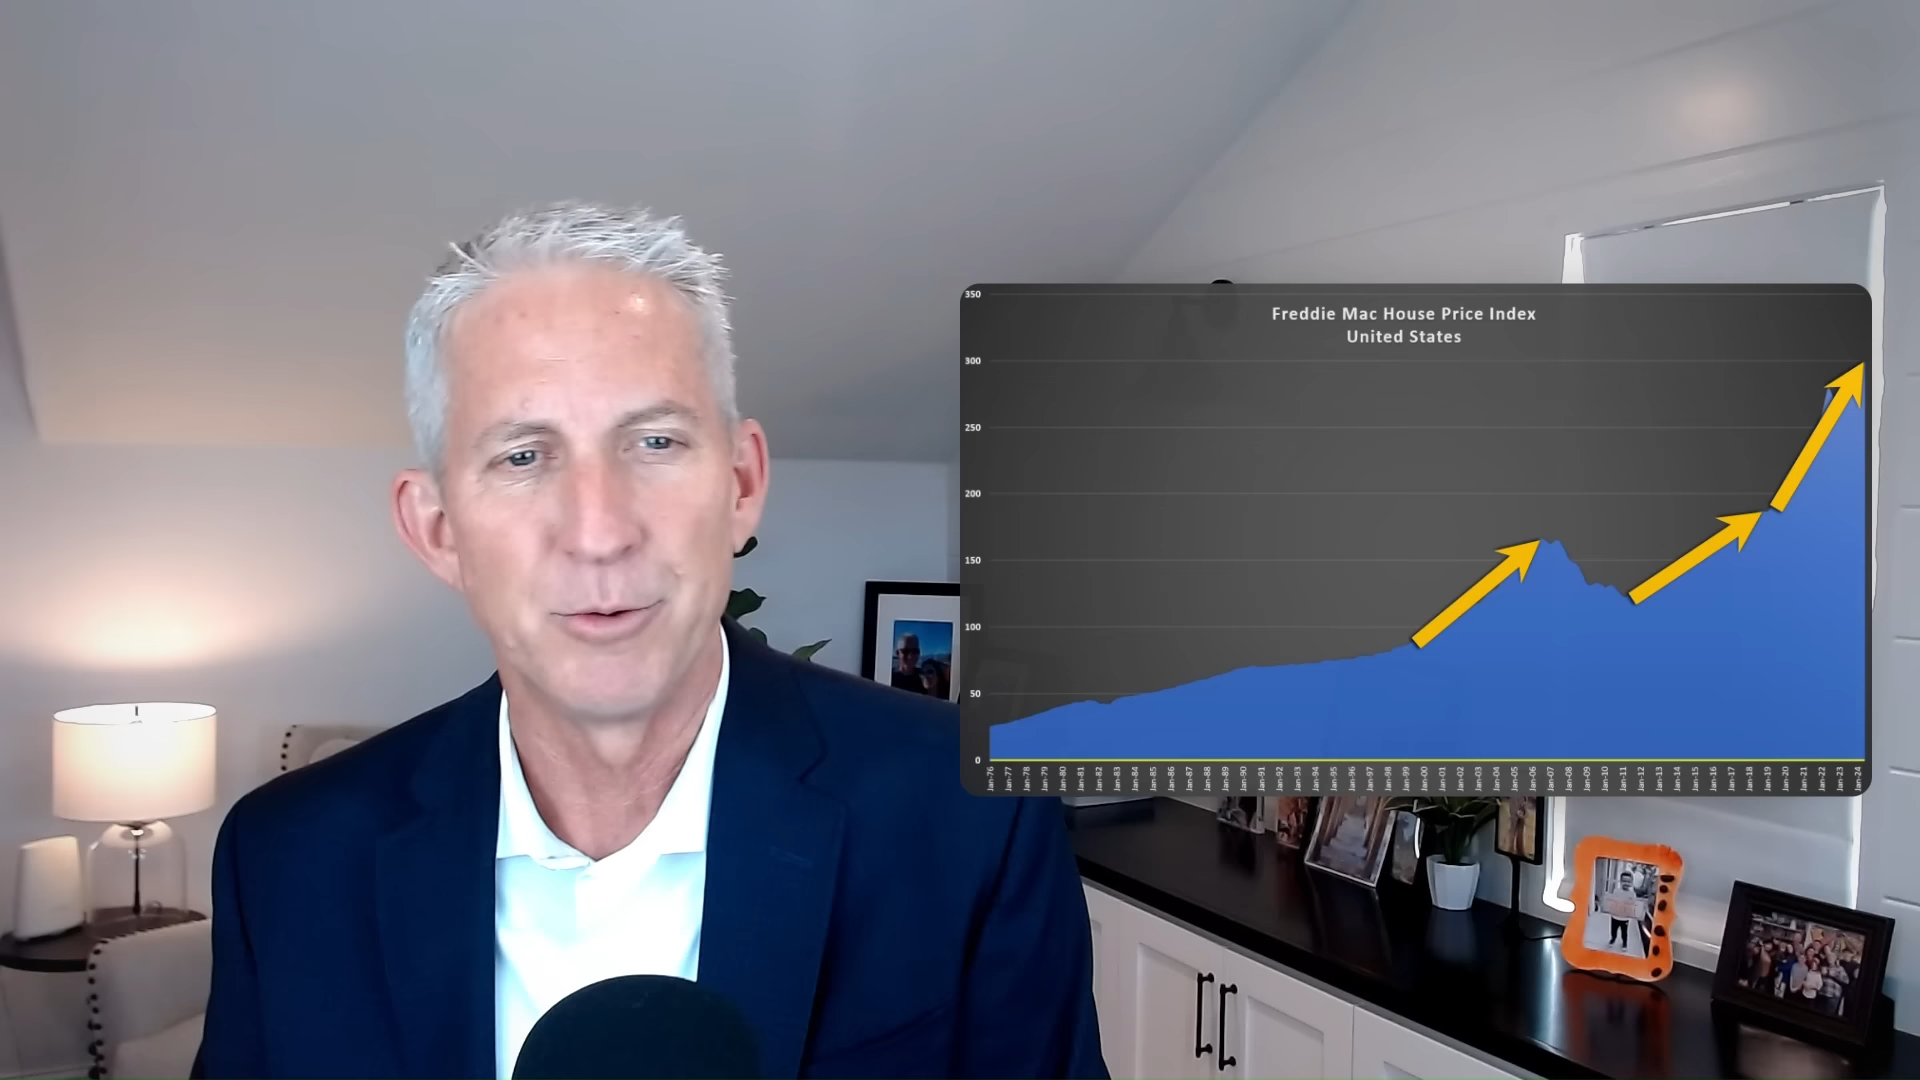 Freddie Mac House Price Index
United States
350
300
250
200
150
100
50
0
Jan-76
Jan-77
Jan-78
Jan-79
Jan-80
Jan-81
Jan-82
Jan-83
Jan-84
Jan-85
Jan-86
Jan-87
Jan-88
Jan-89
Jan-90
Jan-91
Jan-92
Jan-93
Jan-94
Jan-95
Jan-96
Jan-97
Jan-98
Jan-99
Jan-00
Jan-01
Jan-02
Jan-03
Jan-04
Jan-05
Jan-06
Jan-07
Jan-08
Jan-09
Jan-10
Jan-11
Jan-12
Jan-13
Jan-14
Jan-15
Jan-16
Jan-17
Jan-18
Jan-19
Jan-20
Jan-21
Jan-22
Jan-23
Jan-24